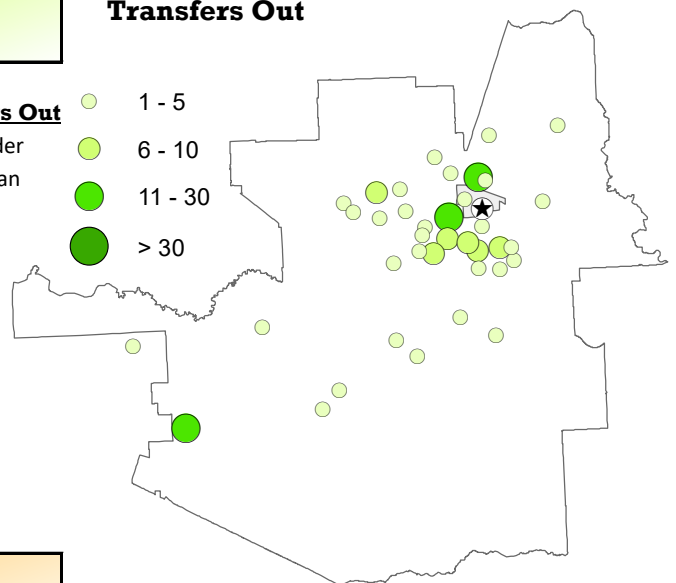 Transfers Out
s Out
der
an
1 - 5
6 - 10
11 - 30
> 30